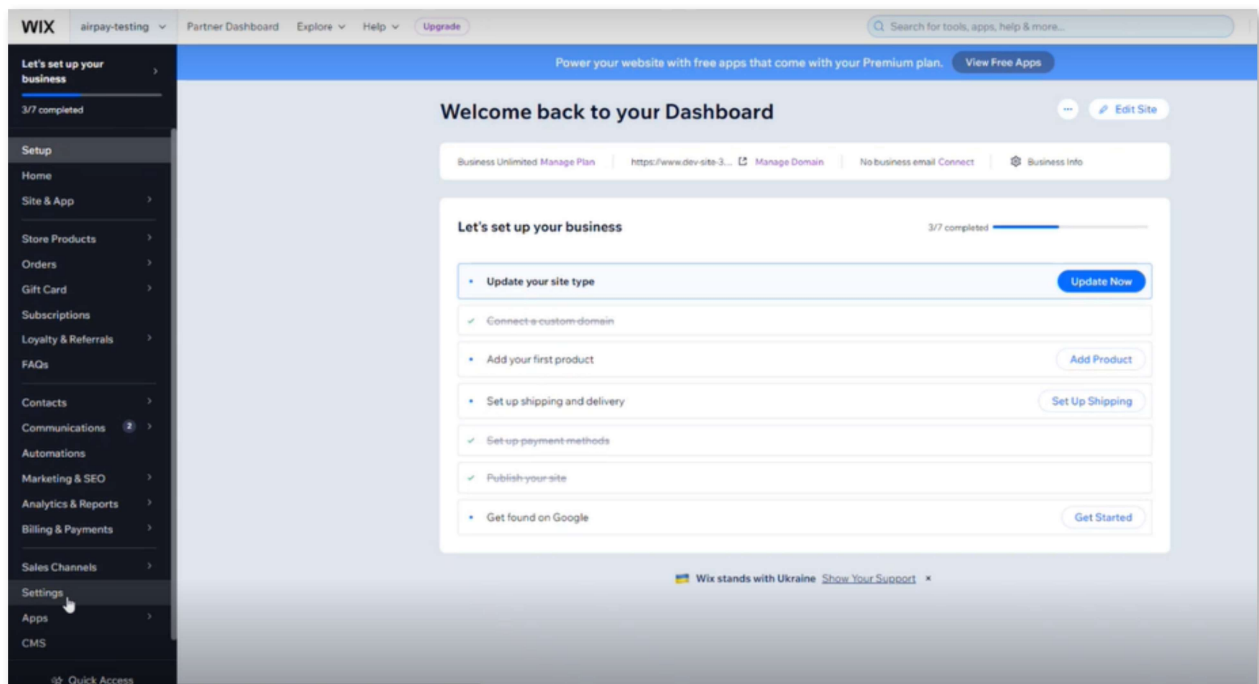 WIX airpay-testing Partner Dashboard Explore Help Upgrade Search for tools, apps, help & more...
Let's set up your business
3/7 completed
Setup
Home
Site & App
Store Products
Orders
Gift Card
Subscriptions
Loyalty & Referrals
FAQs
Contacts
Communications 2
Automations
Marketing & SEO
Analytics & Reports
Billing & Payments
Sales Channels
Settings
Apps
CMS
Quick Access
Power your website with free apps that come with your Premium plan. View Free Apps
Welcome back to your Dashboard ... Edit Site
Business Unlimited Manage Plan https://www.dev-site-3... Manage Domain No business email Connect Business Info
Let's set up your business 3/7 completed
Update your site type Update Now
Connect a custom domain
Add your first product Add Product
Set up shipping and delivery Set Up Shipping
Set up payment methods
Publish your site
Get found on Google Get Started
Wix stands with Ukraine Show Your Support ×